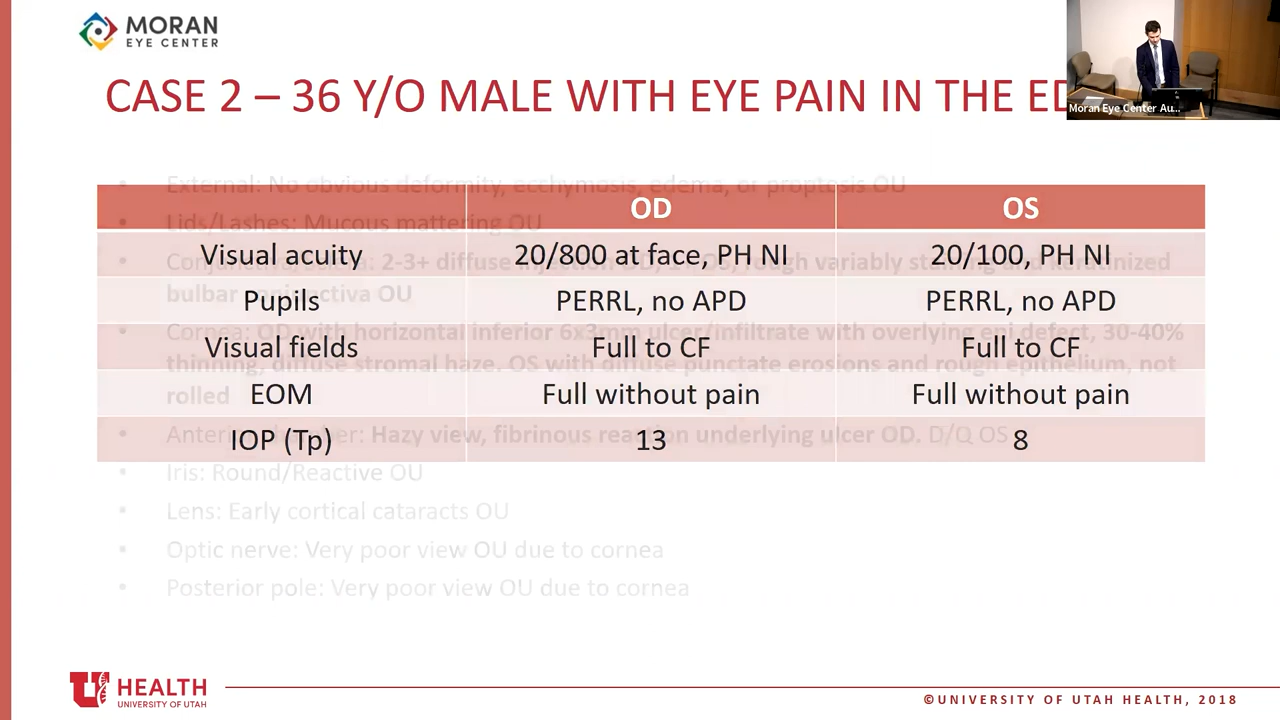 MORAN
EYE CENTER
CASE 2 – 36 Y/O MALE WITH EYE PAIN IN THE ED
Moran Eye Center Au...
External: No obvious deformity, ecchymosis, edema, or proptosis OU
OD OS
Lids/Lashes: Mucous mattering OU
Visual acuity 20/800 at face, PH NI 20/100, PH NI
2-3+ diffuse injection OD, rough variably staining and keratinized
bulbar conjunctiva OU
Pupils PERRL, no APD PERRL, no APD
Cornea: OD with horizontal inferior 6x3mm ulcer/infiltrate with overlying epi defect, 30-40%
Visual fields Full to CF Full to CF
thinning, diffuse stromal haze. OS with diffuse punctate erosions and rough epithelium, not
rolled
EOM Full without pain Full without pain
IOP (Tp) 13 8
Anterior chamber: Hazy view, fibrinous reaction underlying ulcer OD. D/Q OS
Iris: Round/Reactive OU
Lens: Early cortical cataracts OU
Optic nerve: Very poor view OU due to cornea
Posterior pole: Very poor view OU due to cornea
U HEALTH
UNIVERSITY OF UTAH
©UNIVERSITY OF UTAH HEALTH, 2018